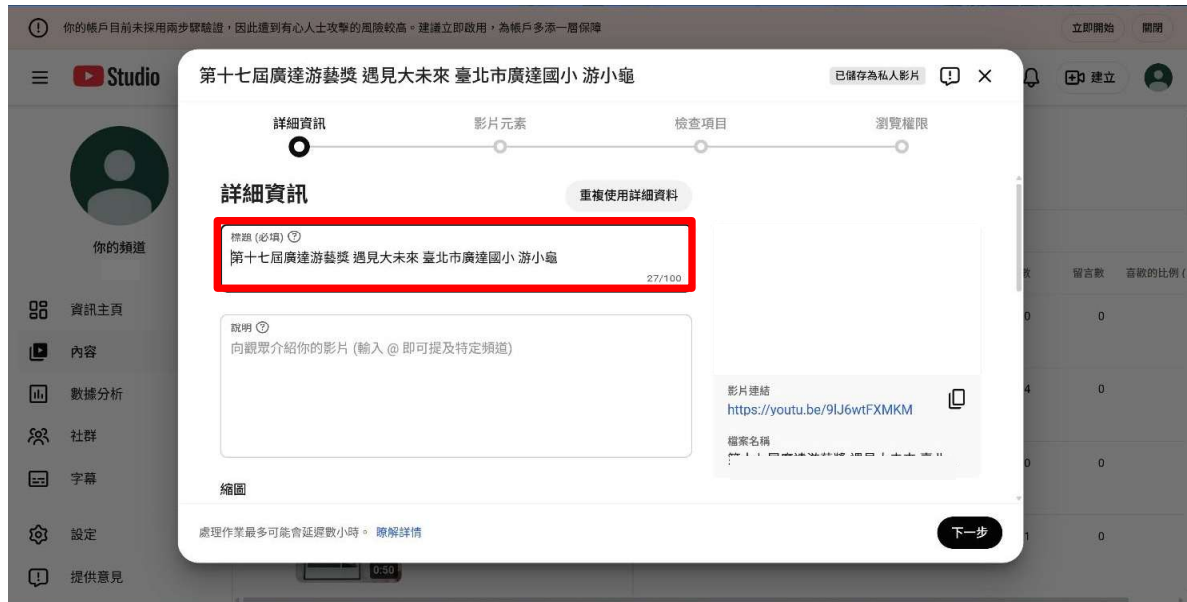 你的帳戶目前未採用兩步驟驗證，因此遭到有心人士攻擊的風險較高。建議立即啟用，為帳戶多添一層保障
立即開始
關閉
Studio
第十七屆廣達游藝獎 遇見大未來 臺北市廣達國小 游小龜
已儲存為私人影片
建立
詳細資訊
影片元素
檢查項目
瀏覽權限
詳細資訊
重複使用詳細資料
標題 (必填)
第十七屆廣達游藝獎 遇見大未來 臺北市廣達國小 游小龜
27/100
說明
向觀眾介紹你的影片 (輸入 @ 即可提及特定頻道)
影片連結
https://youtu.be/9lJ6wtFXMKM
檔案名稱
縮圖
處理作業最多可能會延遲數小時。 瞭解詳情
下一步
你的頻道
資訊主頁
內容
數據分析
社群
字幕
設定
提供意見
數
留言數
喜歡的比例 (
0
0
4
0
0
0
1
0
0:50